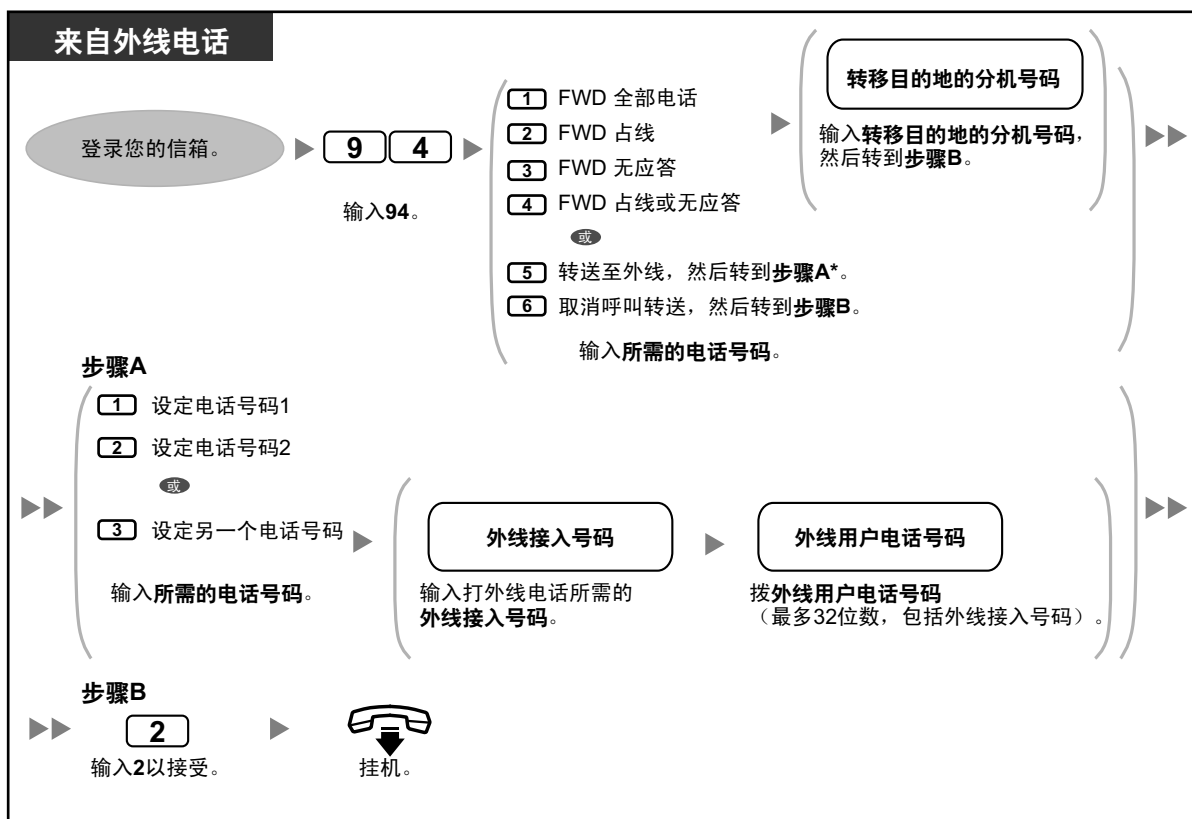 来自外线电话
登录您的信箱。
9 4
输入94。
1 FWD 全部电话
2 FWD 占线
3 FWD 无应答
4 FWD 占线或无应答
或
5 转送至外线，然后转到步骤A*。
6 取消呼叫转送，然后转到步骤B。
输入所需的电话号码。
转移目的地的分机号码
输入转移目的地的分机号码，
然后转到步骤B。
步骤A
1 设定电话号码1
2 设定电话号码2
或
3 设定另一个电话号码
输入所需的电话号码。
外线接入号码
输入打外线电话所需的
外线接入号码。
外线用户电话号码
拨外线用户电话号码
（最多32位数，包括外线接入号码）。
步骤B
2
输入2以接受。
挂机。